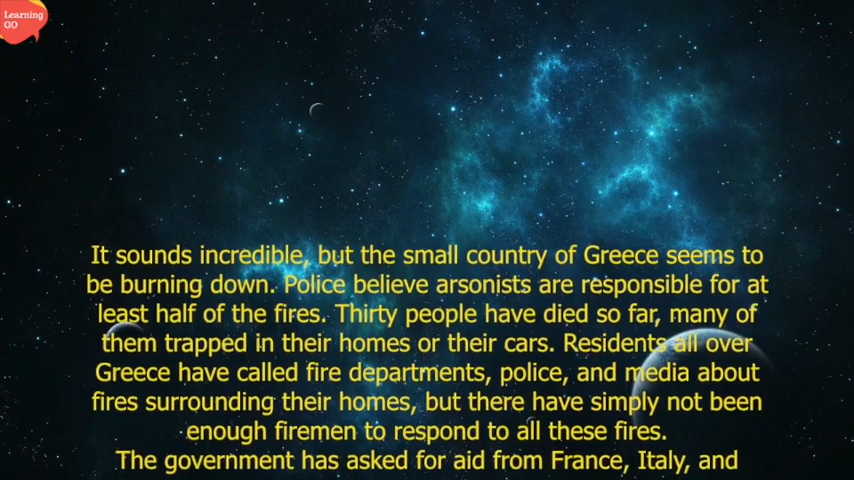 Learning
GO
It sounds incredible, but the small country of Greece seems to
be burning down. Police believe arsonists are responsible for at
least half of the fires. Thirty people have died so far, many of
them trapped in their homes or their cars. Residents all over
Greece have called fire departments, police, and media about
fires surrounding their homes, but there have simply not been
enough firemen to respond to all these fires.
The government has asked for aid from France, Italy, and